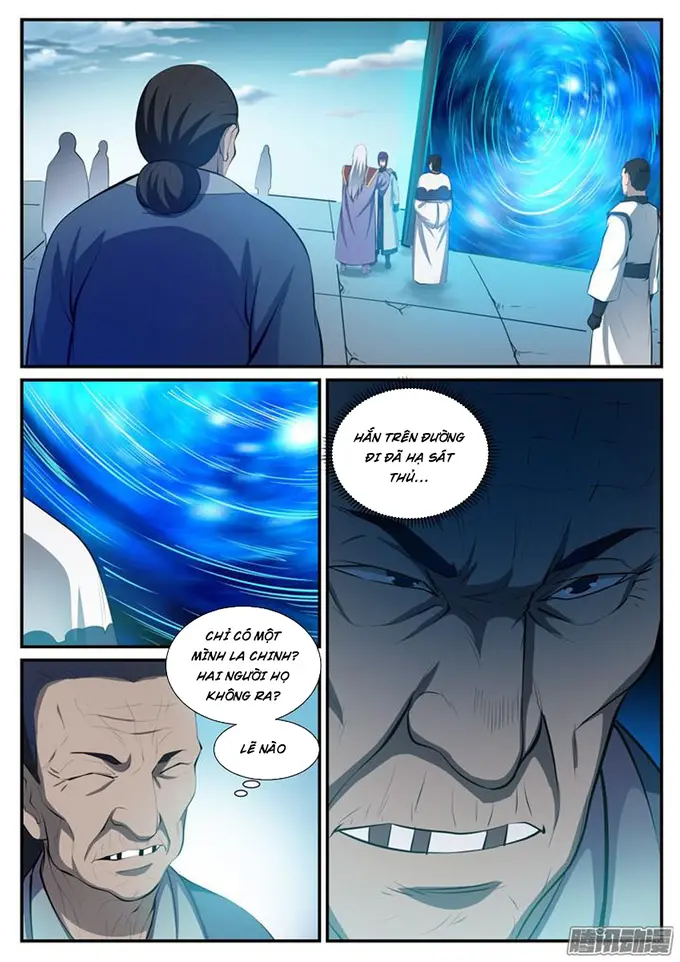 CHỈ CÓ MỘT
MÌNH LA CHINH?
HAI NGƯỜI HỌ
KHÔNG RA?
LẼ NÀO
HẮN TRÊN ĐƯỜNG
ĐI ĐÃ HẠ SÁT
THỦ...
腾讯动漫